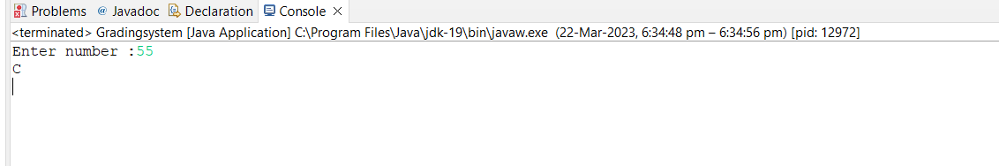 Problems @ Javadoc Declaration Console
<terminated> Gradingsystem [Java Application] C:\Program Files\Java\jdk-19\bin\javaw.exe (22-Mar-2023, 6:34:48 pm – 6:34:56 pm) [pid: 12972]
Enter number :55
C